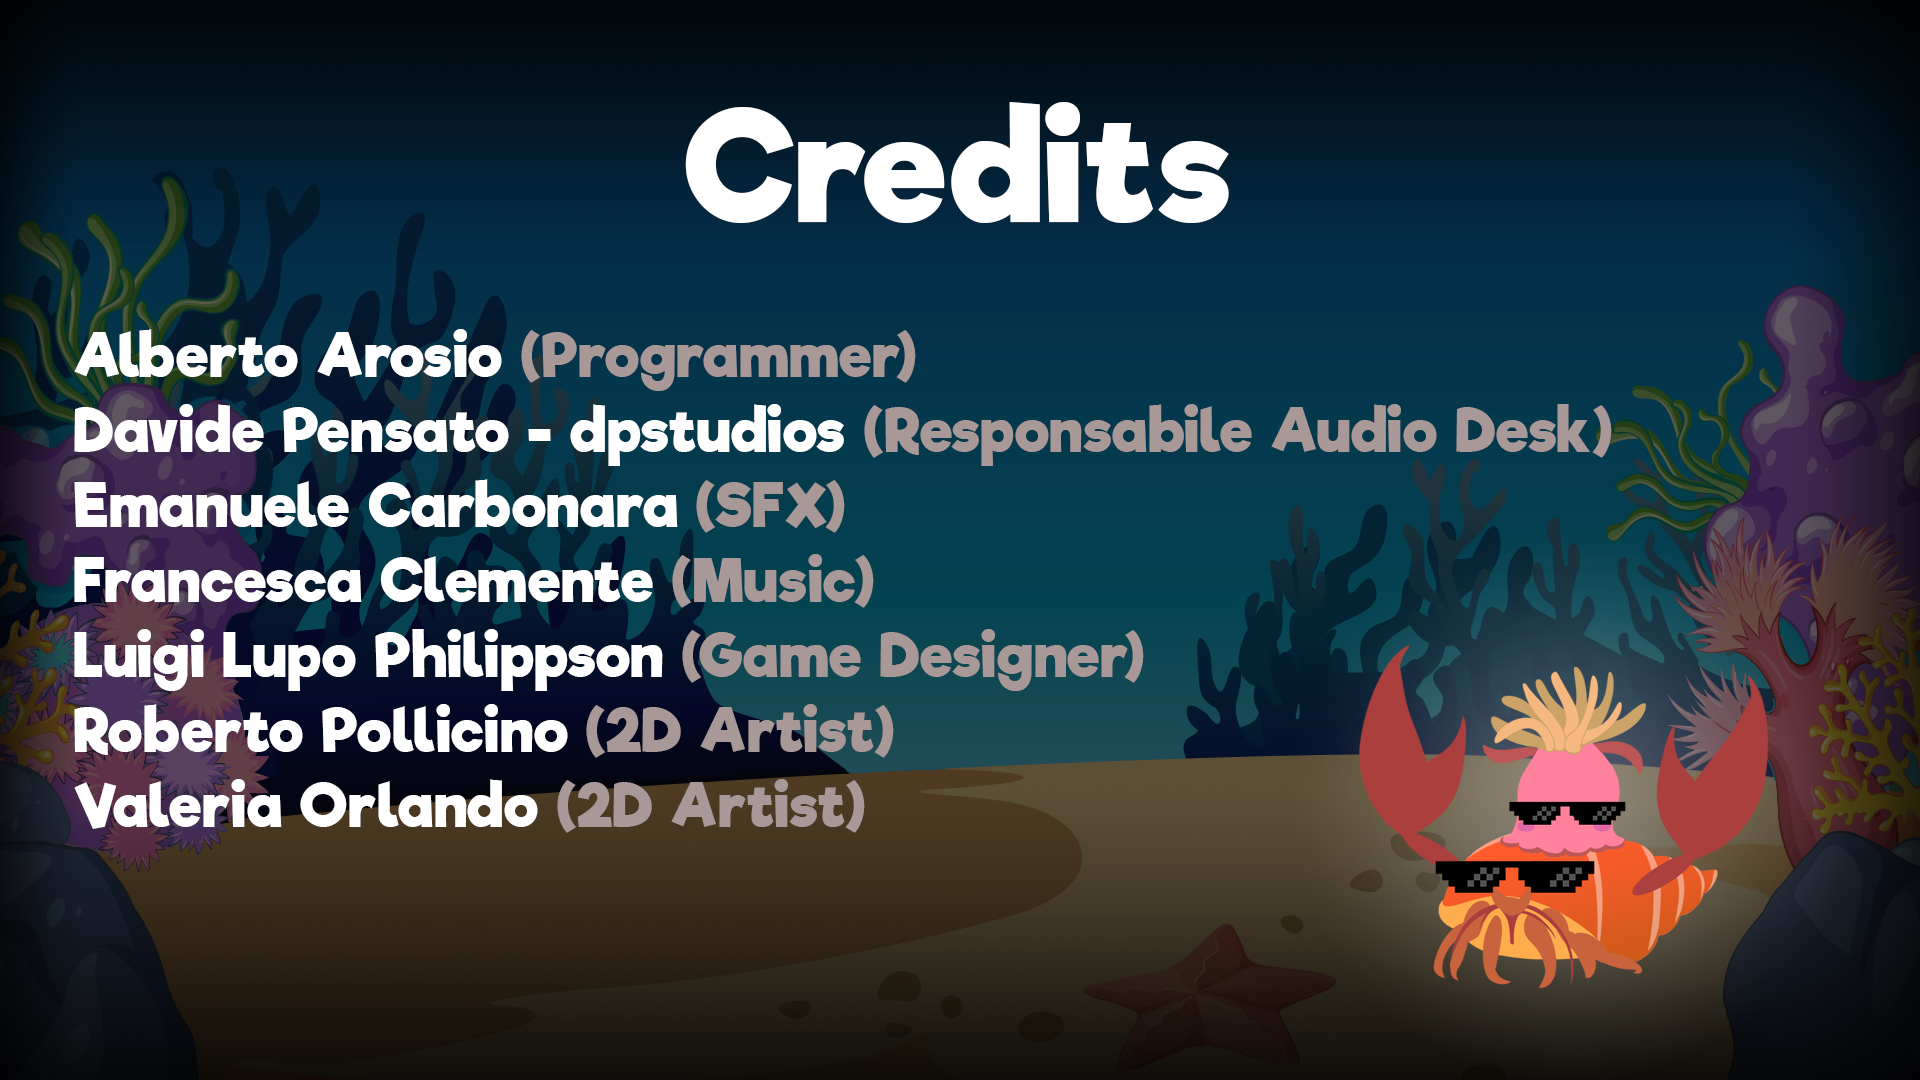 Credits
Alberto Arosio (Programmer)
Davide Pensato - dpstudios (Responsabile Audio Desk)
Emanuele Carbonara (SFX)
Francesca Clemente (Music)
Luigi Lupo Philippson (Game Designer)
Roberto Pollicino (2D Artist)
Valeria Orlando (2D Artist)